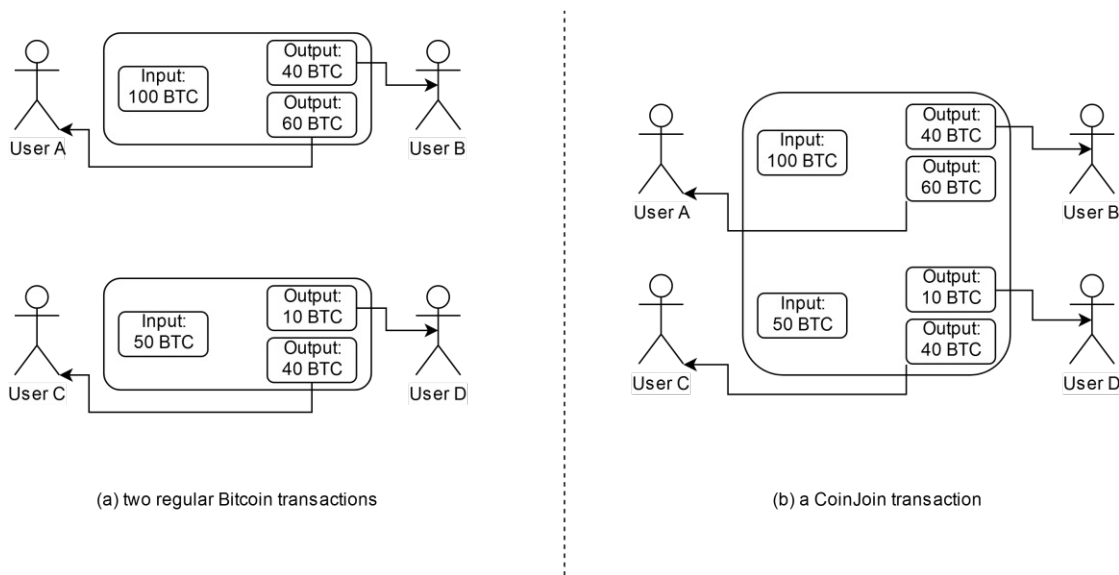 Output:
40 BTC
Input:
100 BTC
Output:
60 BTC
User A
User B
Output:
10 BTC
Input:
50 BTC
Output:
40 BTC
User C
User D
(a) two regular Bitcoin transactions
Output:
40 BTC
Input:
100 BTC
Output:
60 BTC
User A
User B
Output:
10 BTC
Input:
50 BTC
Output:
40 BTC
User C
User D
(b) a CoinJoin transaction